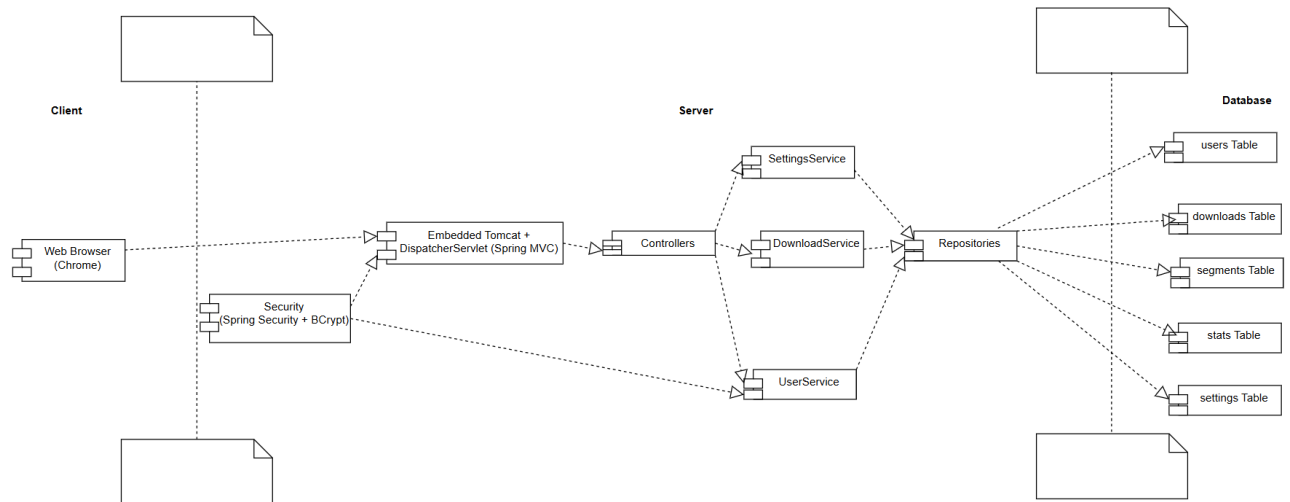 Client
Server
Database
Web Browser
(Chrome)
Security
(Spring Security + BCrypt)
Embedded Tomcat +
DispatcherServlet (Spring MVC)
Controllers
SettingsService
DownloadService
UserService
Repositories
users Table
downloads Table
segments Table
stats Table
settings Table